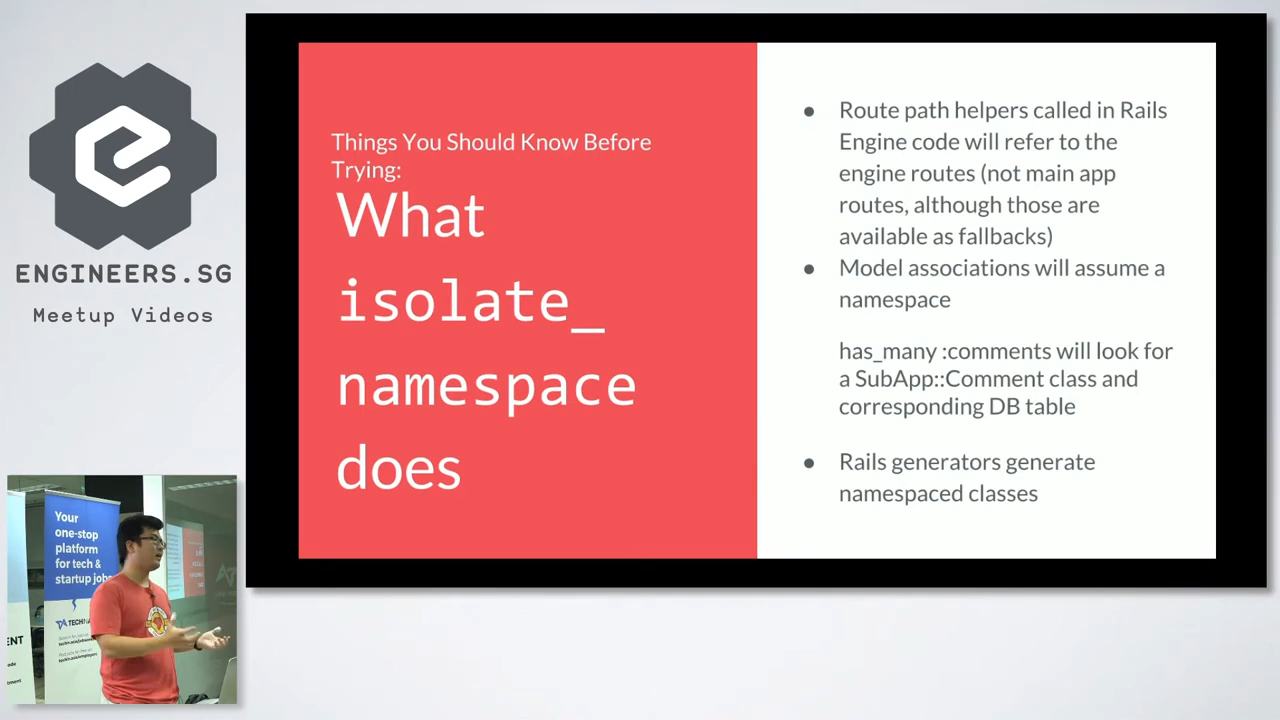 ENGINEERS.SG
Meetup Videos
Things You Should Know Before
Trying:
What
isolate_
namespace
does
● Route path helpers called in Rails
Engine code will refer to the
engine routes (not main app
routes, although those are
available as fallbacks)
● Model associations will assume a
namespace
has_many :comments will look for
a SubApp::Comment class and
corresponding DB table
● Rails generators generate
namespaced classes
Your
one-stop
platform
for tech &
startup jobs